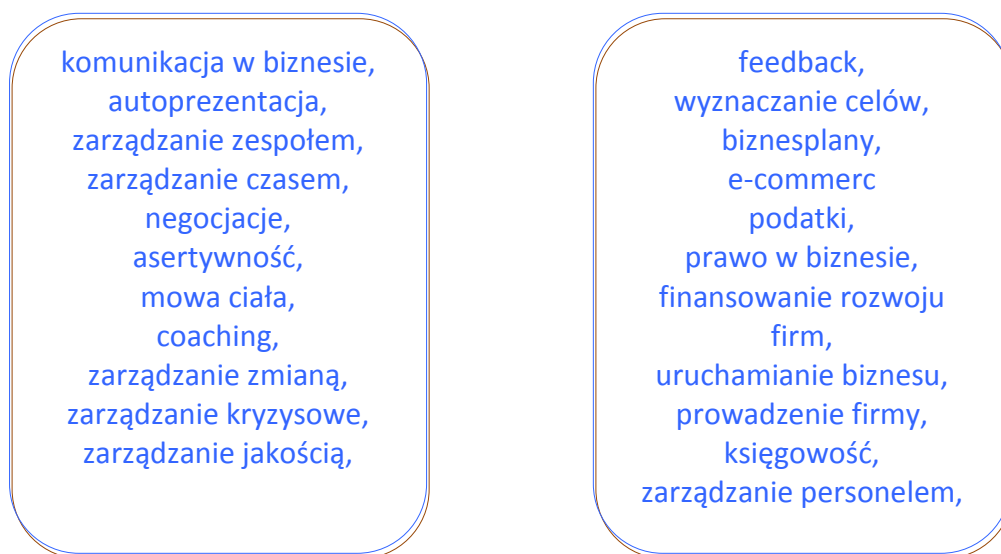 komunikacja w biznesie,
autoprezentacja,
zarządzanie zespołem,
zarządzanie czasem,
negocjacje,
asertywność,
mowa ciała,
coaching,
zarządzanie zmianą,
zarządzanie kryzysowe,
zarządzanie jakością,
feedback,
wyznaczanie celów,
biznesplany,
e-commerc
podatki,
prawo w biznesie,
finansowanie rozwoju
firm,
uruchamianie biznesu,
prowadzenie firmy,
księgowość,
zarządzanie personelem,